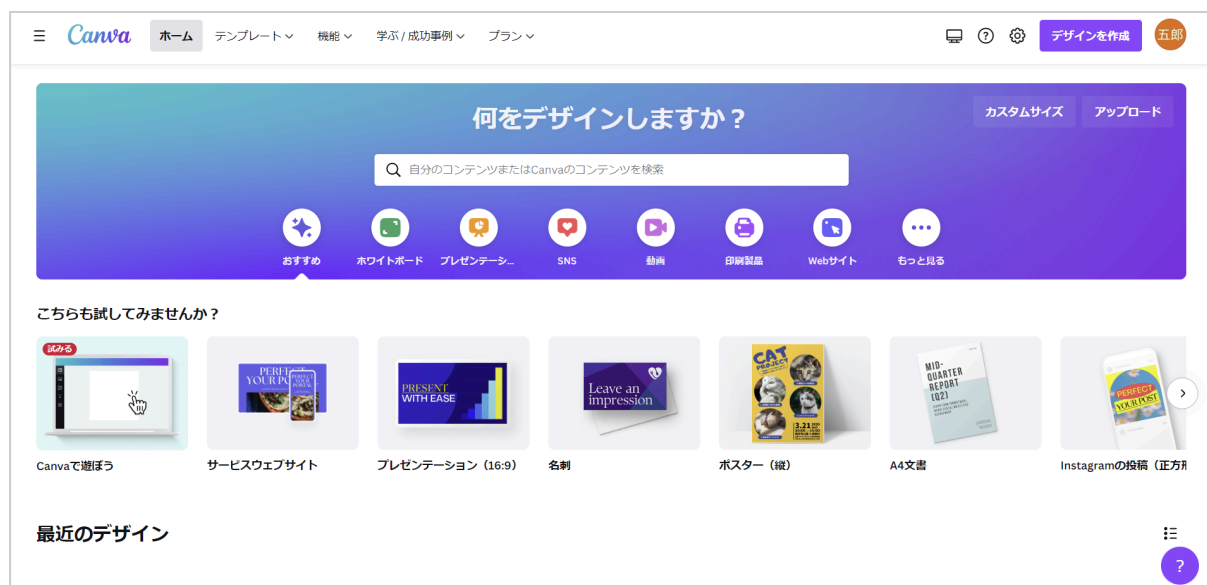 Canva
ホーム
テンプレート
機能
学ぶ / 成功事例
プラン
デザインを作成
五郎
何をデザインしますか？
カスタムサイズ
アップロード
自分のコンテンツまたはCanvaのコンテンツを検索
おすすめ
ホワイトボード
プレゼンテーシ...
SNS
動画
印刷製品
Webサイト
もっと見る
こちらも試してみませんか？
試みる
PERFECT
YOUR
PRESENT
WITH EASE
Leave an
impression
CAT
PROJECT
3.21
MID-
QUARTER
REPORT
(Q2)
PERFECT
YOUR POST
Canvaで遊ぼう
サービスウェブサイト
プレゼンテーション（16:9）
名刺
ポスター（縦）
A4文書
Instagramの投稿（正方形
最近のデザイン
?